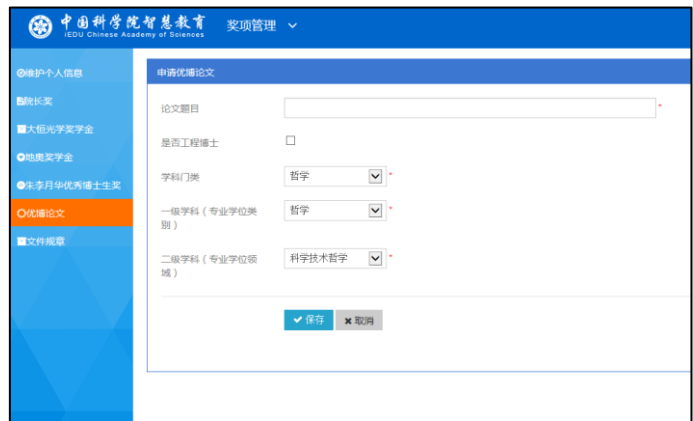 中国科学院智慧教育
iEDU Chinese Academy of Sciences
奖项管理
维护个人信息
院长奖
大恒光学奖学金
地奥奖学金
朱李月华优秀博士生奖
优博论文
文件规章
申请优博论文
论文题目 *
是否工程博士
学科门类 哲学 *
一级学科（专业学位类
别） 哲学 *
二级学科（专业学位领
域） 科学技术哲学 *
保存 取消